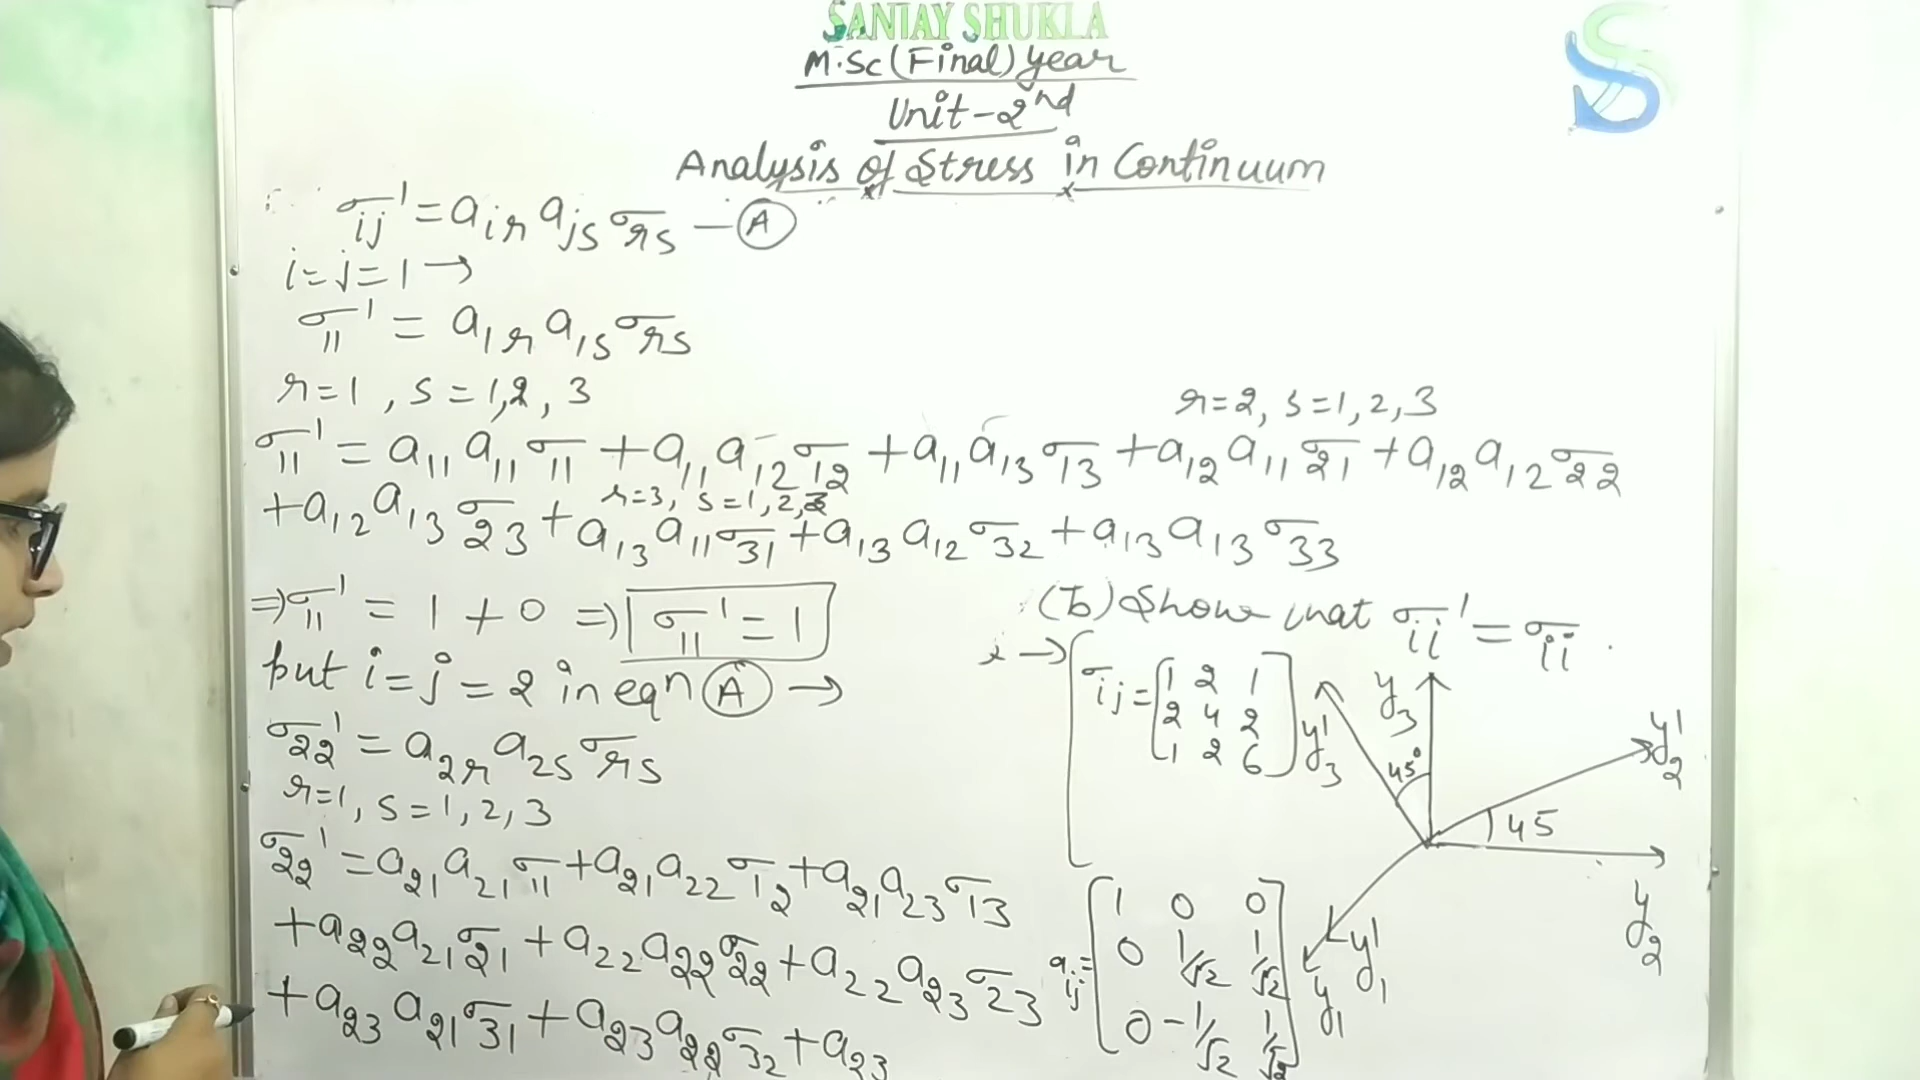 SANJAY SHUKLA
M.Sc (Final) Year
Unit-2nd
Analysis of Stress in Continuum
σij' = air ajs σrs — (A)
i=j=1 →
σ11' = a1r a1s σrs
r=1, s=1,2,3
r=2, s=1,2,3
σ11' = a11 a11 σ11 + a11 a12 σ12 + a11 a13 σ13 + a12 a11 σ21 + a12 a12 σ22
r=3, s=1,2,3
+a12 a13 σ23 + a13 a11 σ31 + a13 a12 σ32 + a13 a13 σ33
⇒ σ11' = 1 + 0 ⇒ σ11' = 1
put i=j=2 in eqn (A) →
σ22' = a2r a2s σrs
r=1, s=1,2,3
σ22' = a21 a21 σ11 + a21 a22 σ12 + a21 a23 σ13
+a22 a21 σ21 + a22 a22 σ22 + a22 a23 σ23
+a23 a21 σ31 + a23 a22 σ32 + a23
(b) Show that σii' = σii .
σij = [1 2 1
2 4 2
1 2 6]
y3'
y3
45°
y2'
45
y2
y1'
y1
aij = [1 0 0
0 1/√2 1/√2
0 -1/√2 1/√2]
S